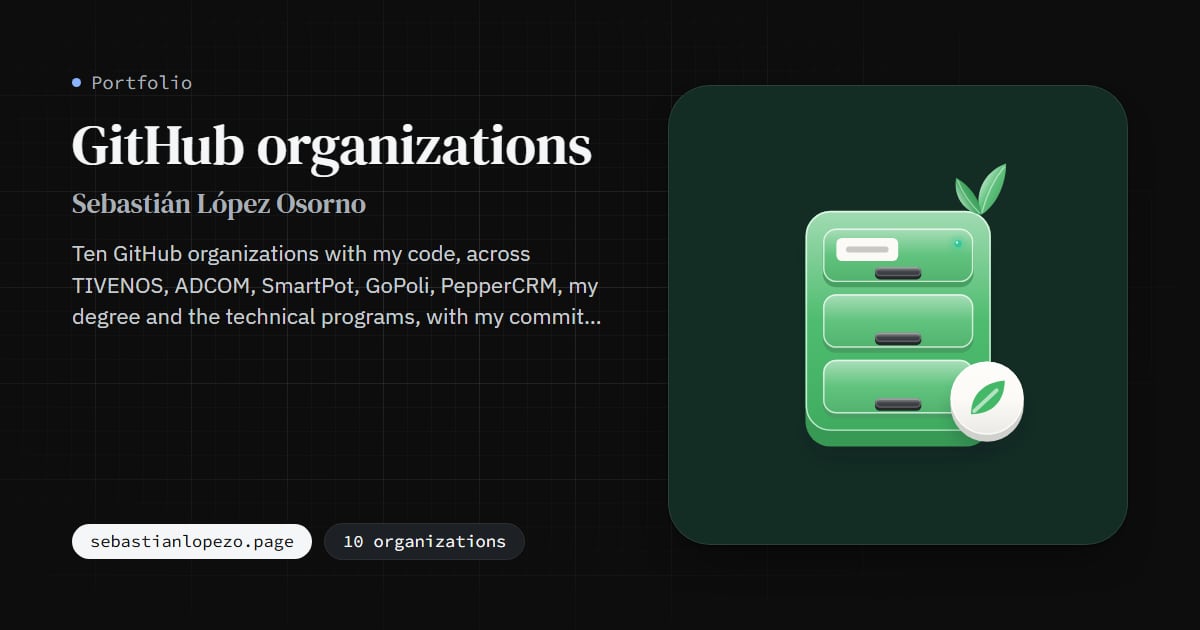 Portfolio
GitHub organizations
Sebastián López Osorno
Ten GitHub organizations with my code, across
TIVENOS, ADCOM, SmartPot, GoPoli, PepperCRM, my
degree and the technical programs, with my commit...
sebastianlopezo.page
10 organizations